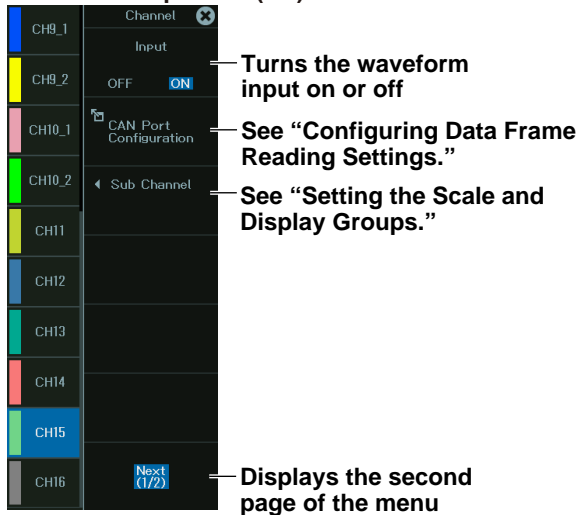 Channel
CH9_1
Input
CH9_2
OFF ON
Turns the waveform
input on or off
CH10_1
CAN Port
Configuration
See “Configuring Data Frame
Reading Settings.”
CH10_2
Sub Channel
See “Setting the Scale and
Display Groups.”
CH11
CH12
CH13
CH14
CH15
CH16
Next
(1/2)
Displays the second
page of the menu